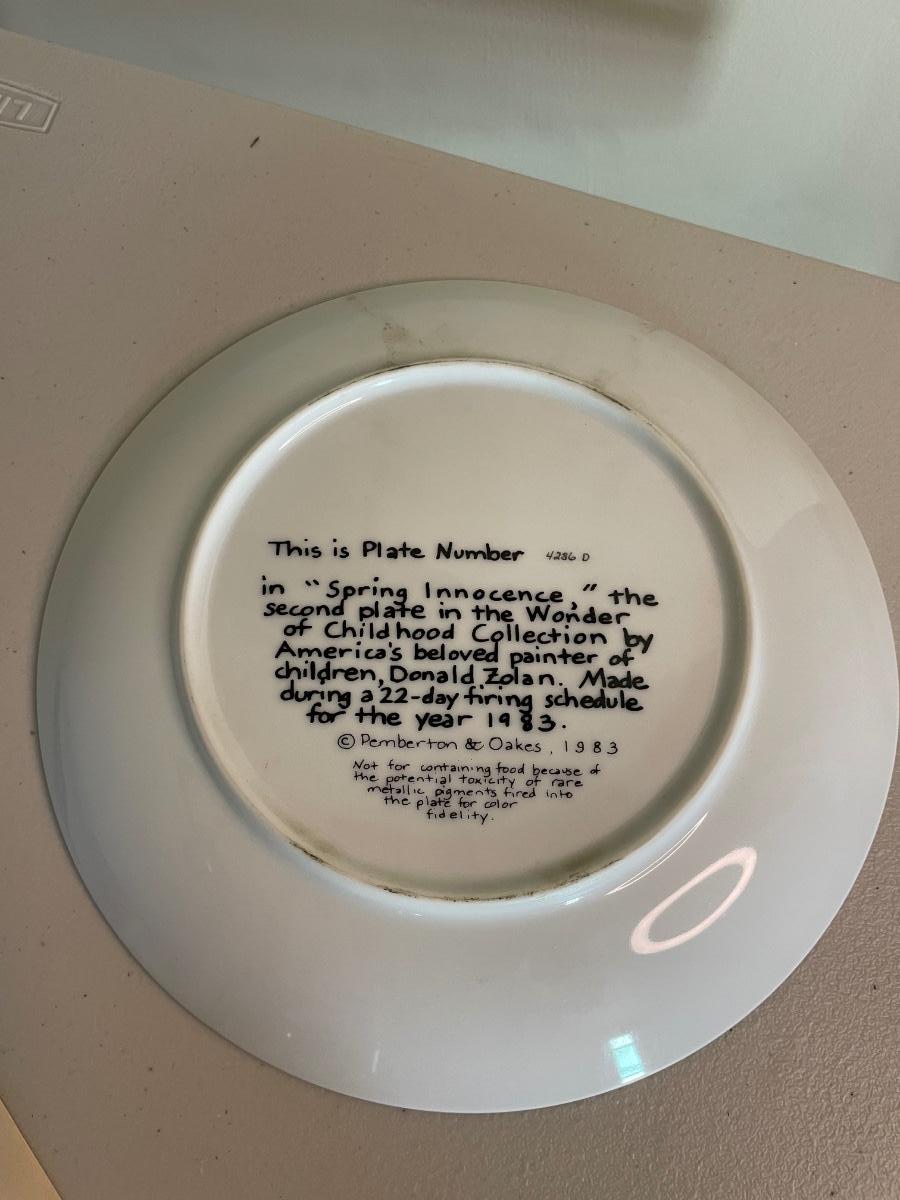 This is Plate Number 4286 D
in "Spring Innocence," the
second plate in the Wonder
of Childhood Collection by
America's beloved painter of
children, Donald Zolan. Made
during a 22-day firing schedule
for the year 1983.
© Pemberton & Oakes, 1983
Not for containing food because of
the potential toxicity of rare
metallic pigments fired into
the plate for color
fidelity.